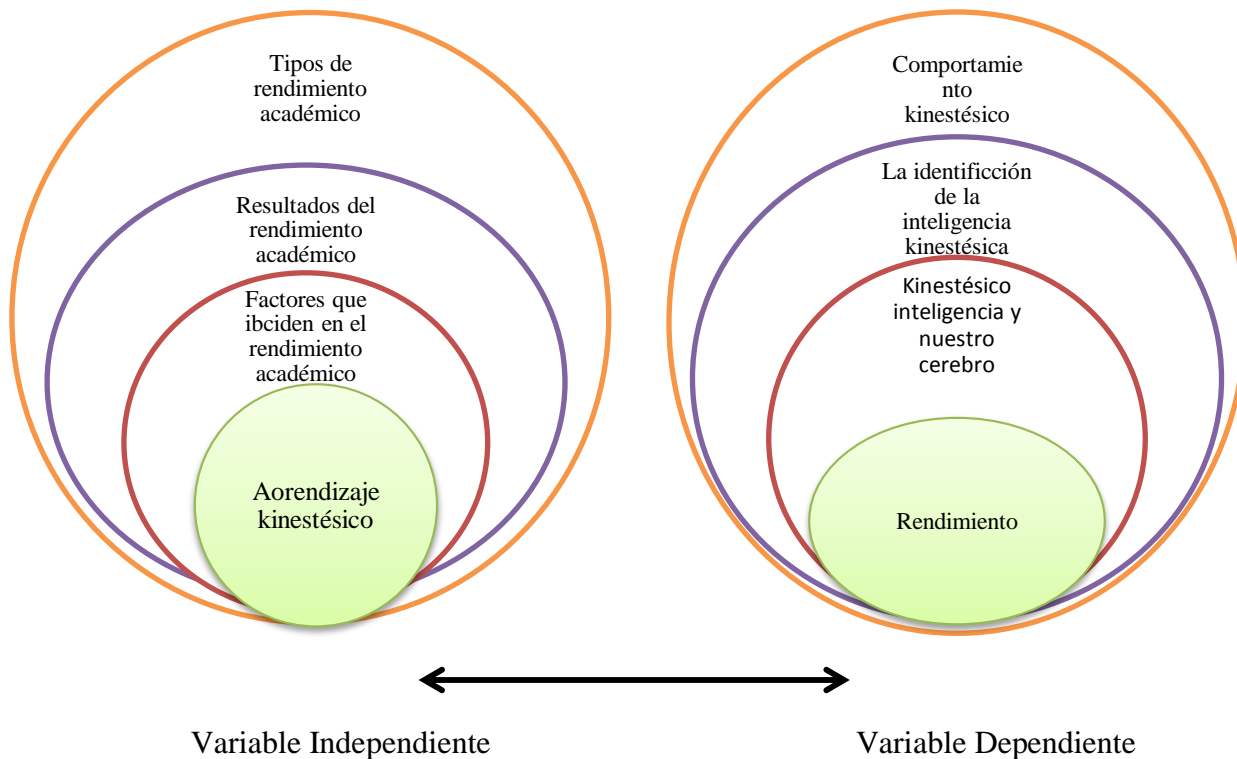 Tipos de
rendimiento
académico
Resultados del
rendimiento
académico
Factores que
ibciden en el
rendimiento
académico
Aorendizaje
kinestésico
Comportamie
nto
kinestésico
La identificción
de la
inteligencia
kinestésica
Kinestésico
inteligencia y
nuestro
cerebro
Rendimiento
Variable Independiente
Variable Dependiente